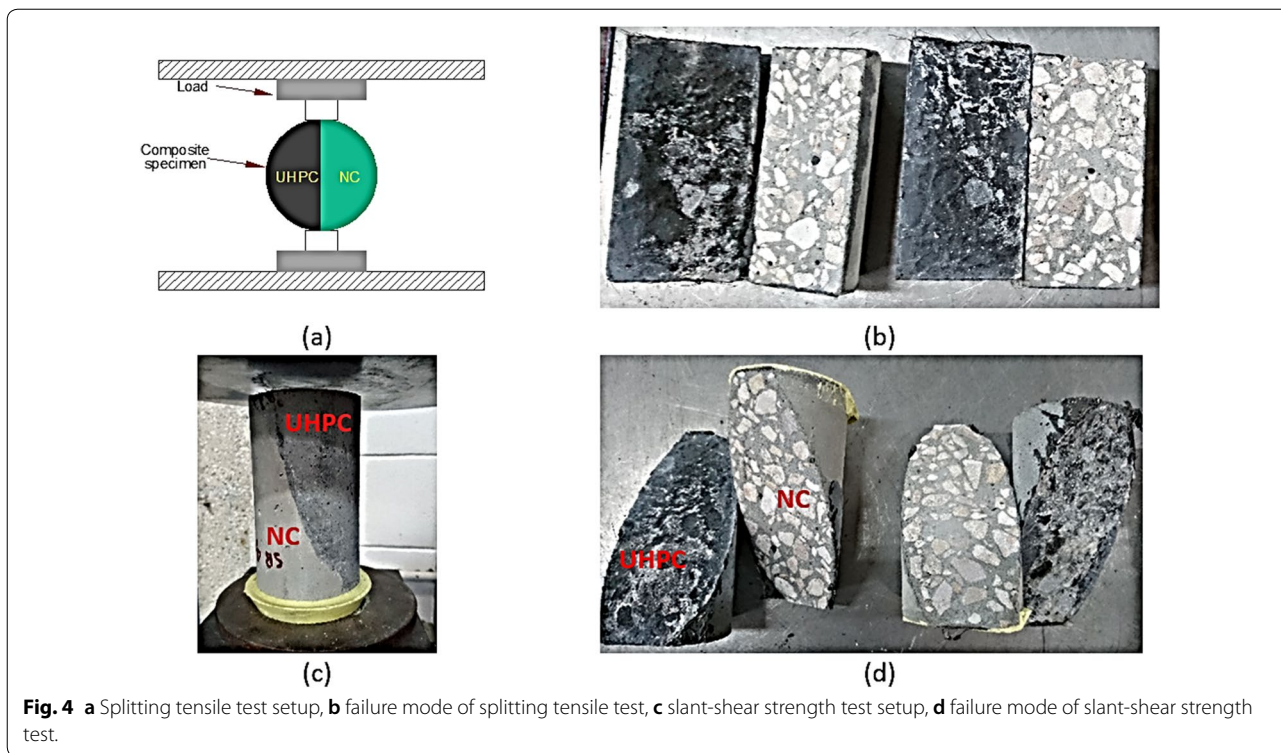 Load
Composite
specimen
UHPC
NC
(a)
(b)
UHPC
NC
85
(c)
UHPC
NC
(d)
Fig. 4 a Splitting tensile test setup, b failure mode of splitting tensile test, c slant-shear strength test setup, d failure mode of slant-shear strength
test.